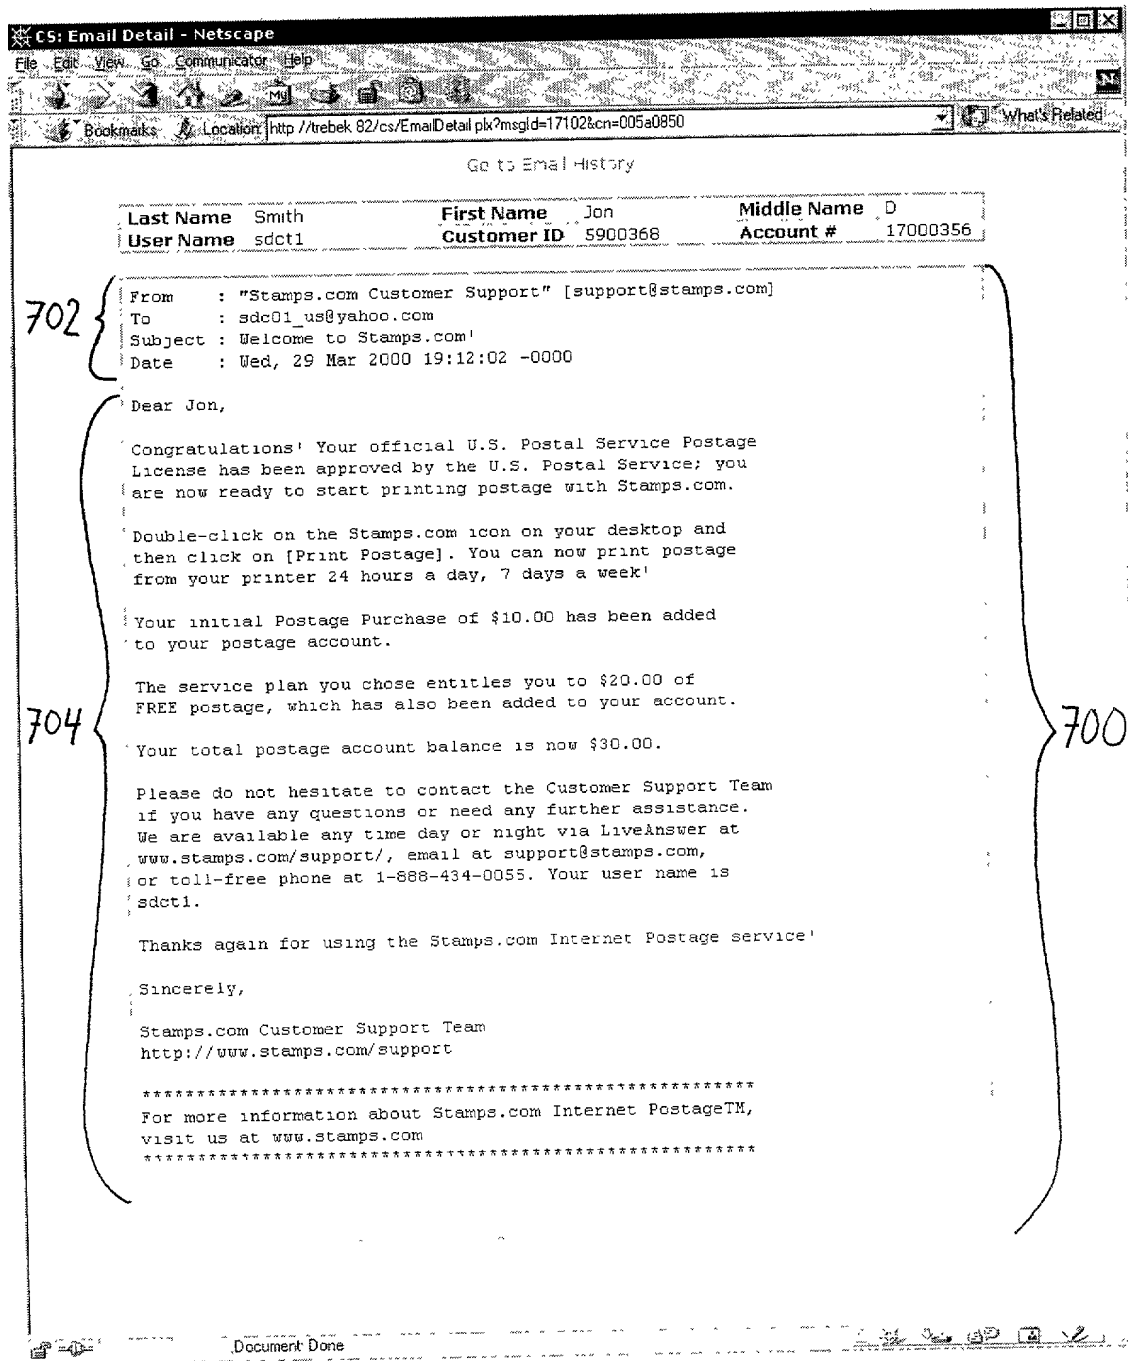 CS: Email Detail - Netscape
File Edit View Go Communicator Help
My
N
Bookmarks Location: http //trebek 82/cs/EmailDetail plx?msgId=17102&cn=005a0850 What's Related
Go to Email History
Last Name Smith First Name Jon Middle Name D
User Name sdct1 Customer ID 5900368 Account # 17000356
702
From : "Stamps.com Customer Support" [support@stamps.com]
To : sdc01_us@yahoo.com
Subject : Welcome to Stamps.com'
Date : Wed, 29 Mar 2000 19:12:02 -0000
Dear Jon,
Congratulations' Your official U.S. Postal Service Postage
License has been approved by the U.S. Postal Service; you
are now ready to start printing postage with Stamps.com.
Double-click on the Stamps.com icon on your desktop and
then click on [Print Postage]. You can now print postage
from your printer 24 hours a day, 7 days a week'
Your initial Postage Purchase of $10.00 has been added
to your postage account.
The service plan you chose entitles you to $20.00 of
FREE postage, which has also been added to your account.
704
700
Your total postage account balance is now $30.00.
Please do not hesitate to contact the Customer Support Team
if you have any questions or need any further assistance.
We are available any time day or night via LiveAnswer at
www.stamps.com/support/, email at support@stamps.com,
or toll-free phone at 1-888-434-0055. Your user name is
sdct1.
Thanks again for using the Stamps.com Internet Postage service'
Sincerely,
Stamps.com Customer Support Team
http://www.stamps.com/support
*********************************************************
For more information about Stamps.com Internet PostageTM,
visit us at www.stamps.com
*********************************************************
Document: Done